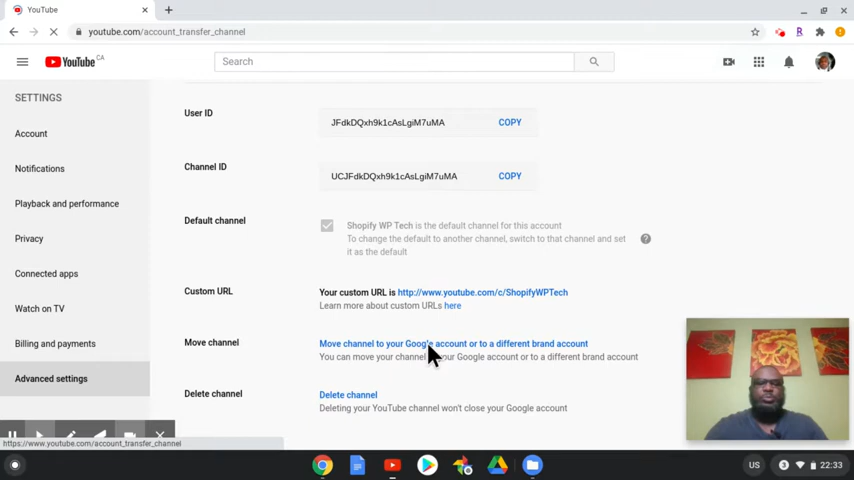 YouTube
youtube.com/account_transfer_channel
R
YouTube CA
Search
SETTINGS
Account
Notifications
Playback and performance
Privacy
Connected apps
Watch on TV
Billing and payments
Advanced settings
User ID
JFdkDQxh9k1cAsLgiM7uMA COPY
Channel ID
UCJFdkDQxh9k1cAsLgiM7uMA COPY
Default channel
Shopify WP Tech is the default channel for this account
To change the default to another channel, switch to that channel and set
it as the default
Custom URL
Your custom URL is http://www.youtube.com/c/ShopifyWPTech
Learn more about custom URLs here
Move channel
Move channel to your Google account or to a different brand account
You can move your channel your Google account or to a different brand account
Delete channel
Delete channel
Deleting your YouTube channel won't close your Google account
https://www.youtube.com/account_transfer_channel
US 3 22:33